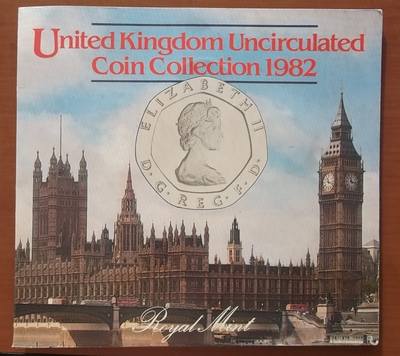 United Kingdom Uncirculated
Coin Collection 1982
ELIZABETH II
D·G·REG·F·D·
Royal Mint